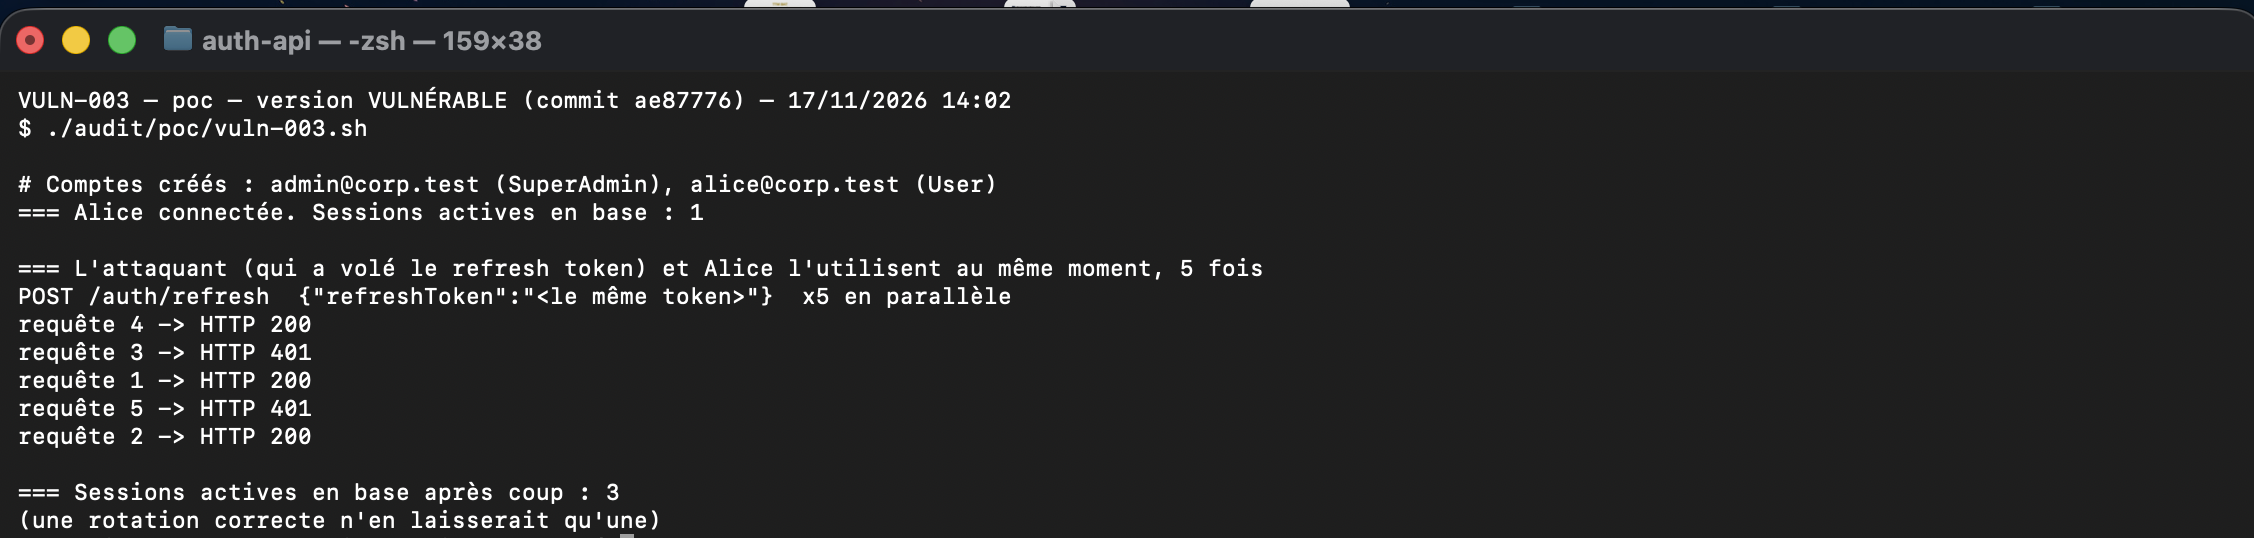 auth-api — -zsh — 159×38
VULN-003 — poc — version VULNÉRABLE (commit ae87776) — 17/11/2026 14:02
$ ./audit/poc/vuln-003.sh
# Comptes créés : admin@corp.test (SuperAdmin), alice@corp.test (User)
=== Alice connectée. Sessions actives en base : 1
=== L'attaquant (qui a volé le refresh token) et Alice l'utilisent au même moment, 5 fois
POST /auth/refresh  {"refreshToken":"<le même token>"}  x5 en parallèle
requête 4 -> HTTP 200
requête 3 -> HTTP 401
requête 1 -> HTTP 200
requête 5 -> HTTP 401
requête 2 -> HTTP 200
=== Sessions actives en base après coup : 3
(une rotation correcte n'en laisserait qu'une)